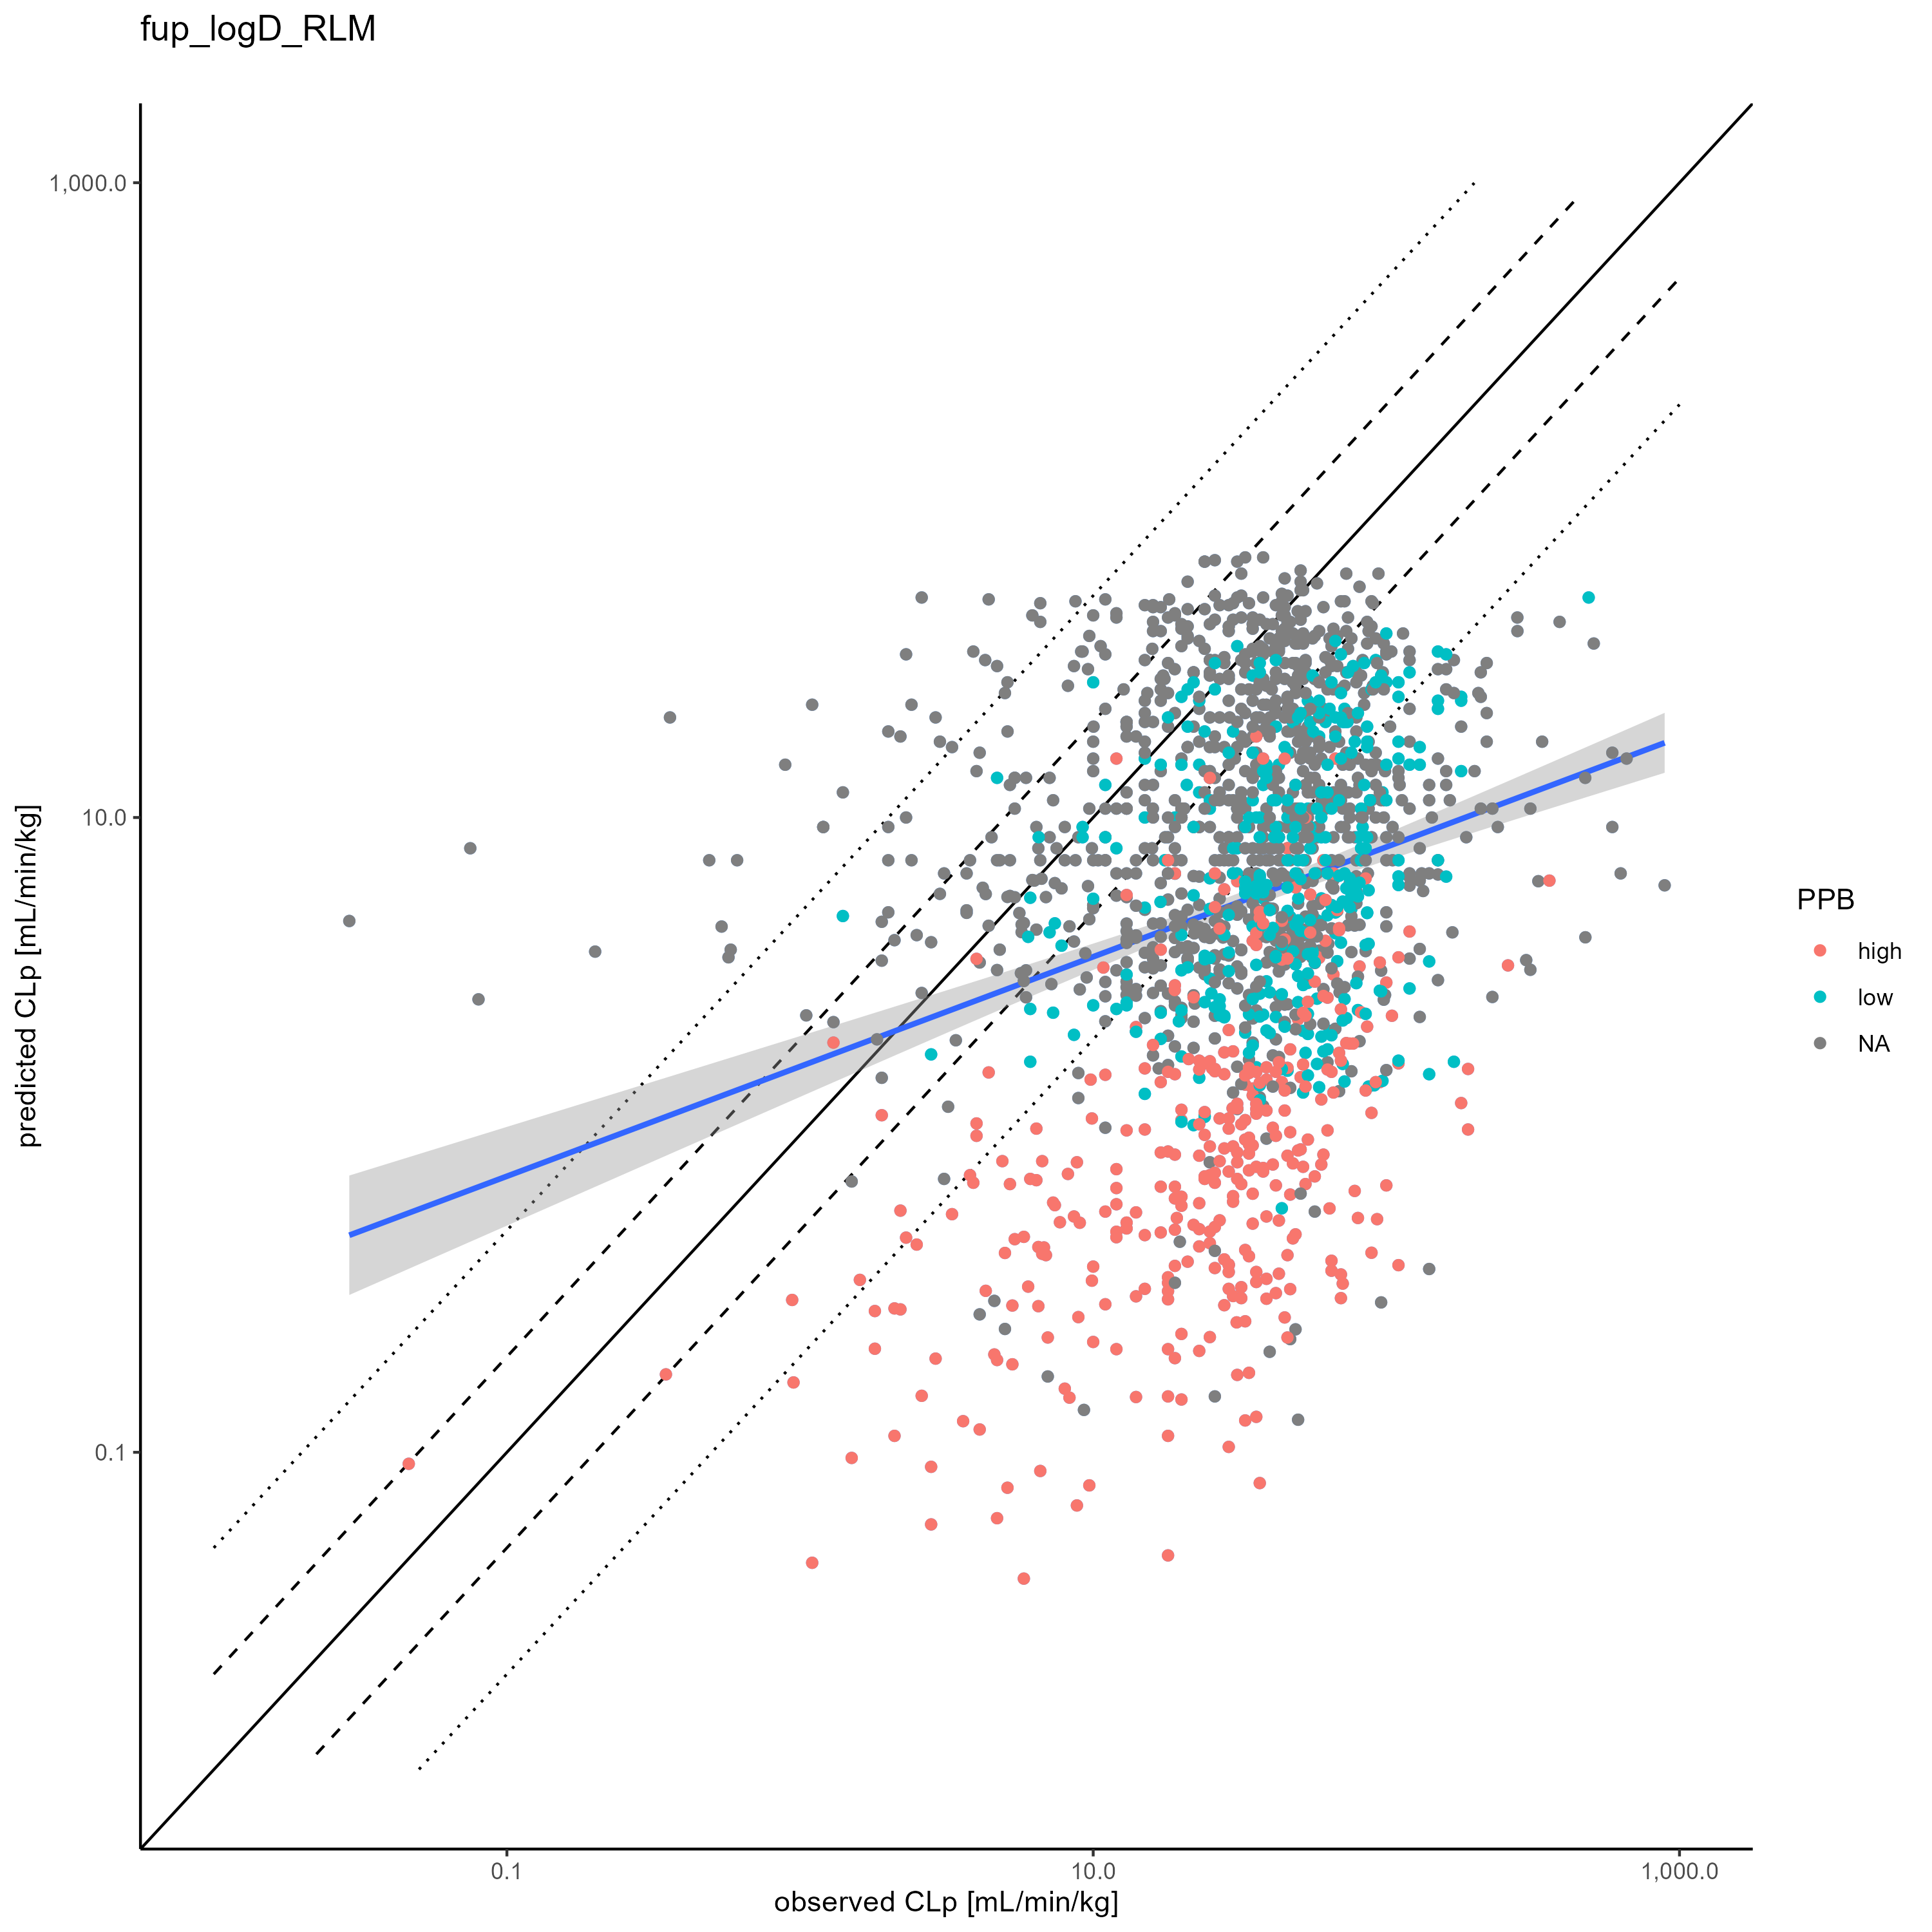 fup_logD_RLM
1,000.0
10.0
0.1
predicted CLp [mL/min/kg]
0.1
10.0
1,000.0
observed CLp [mL/min/kg]
PPB
high
low
NA